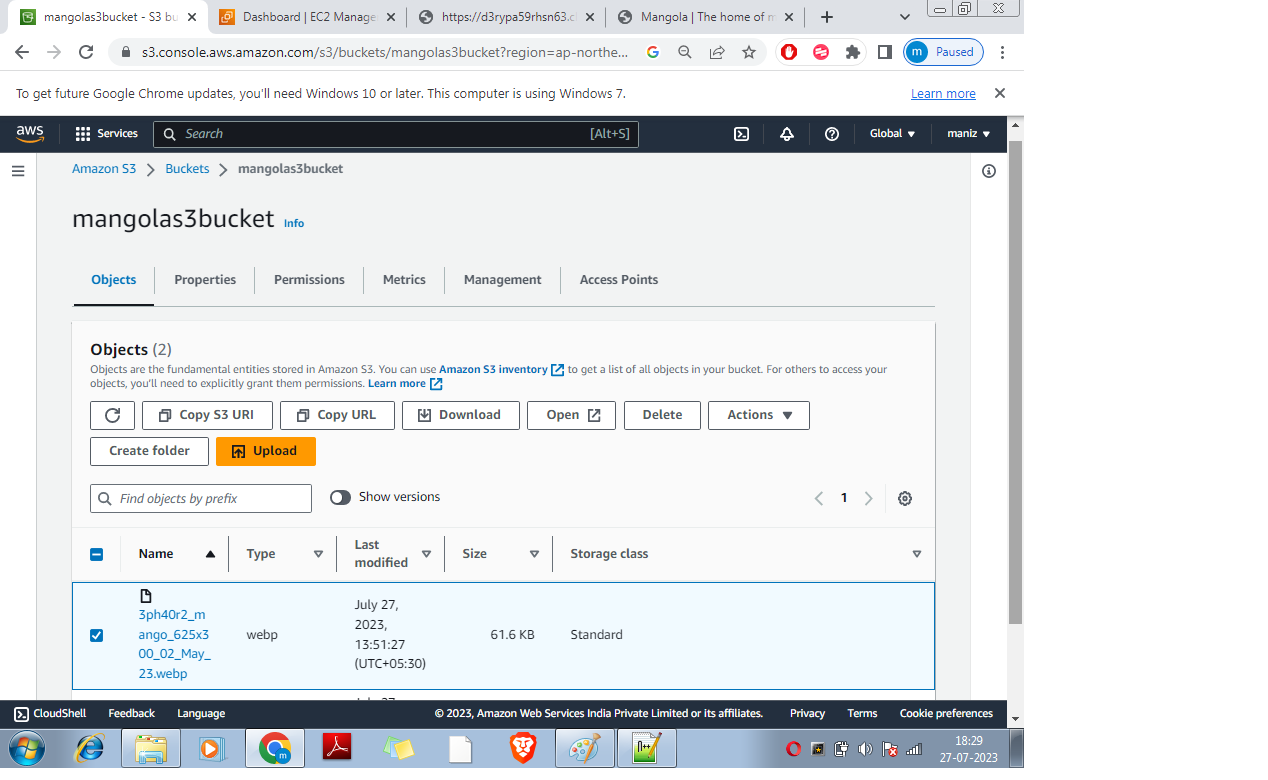 mangolas3bucket - S3 bu
Dashboard | EC2 Manage
https://d3rypa59rhsn63.cl
Mangola | The home of m
s3.console.aws.amazon.com/s3/buckets/mangolas3bucket?region=ap-northe...
m Paused
To get future Google Chrome updates, you'll need Windows 10 or later. This computer is using Windows 7.
Learn more
aws
Services
Search
[Alt+S]
Global
maniz
Amazon S3
Buckets
mangolas3bucket
mangolas3bucket Info
Objects
Properties
Permissions
Metrics
Management
Access Points
Objects (2)
Objects are the fundamental entities stored in Amazon S3. You can use Amazon S3 inventory to get a list of all objects in your bucket. For others to access your
objects, you'll need to explicitly grant them permissions. Learn more
Copy S3 URI
Copy URL
Download
Open
Delete
Actions
Create folder
Upload
Find objects by prefix
Show versions
1
Name
Type
Last
modified
Size
Storage class
3ph40r2_m
ango_625x3
00_02_May_
23.webp
webp
July 27,
2023,
13:51:27
(UTC+05:30)
61.6 KB
Standard
CloudShell
Feedback
Language
© 2023, Amazon Web Services India Private Limited or its affiliates.
Privacy
Terms
Cookie preferences
18:29
27-07-2023